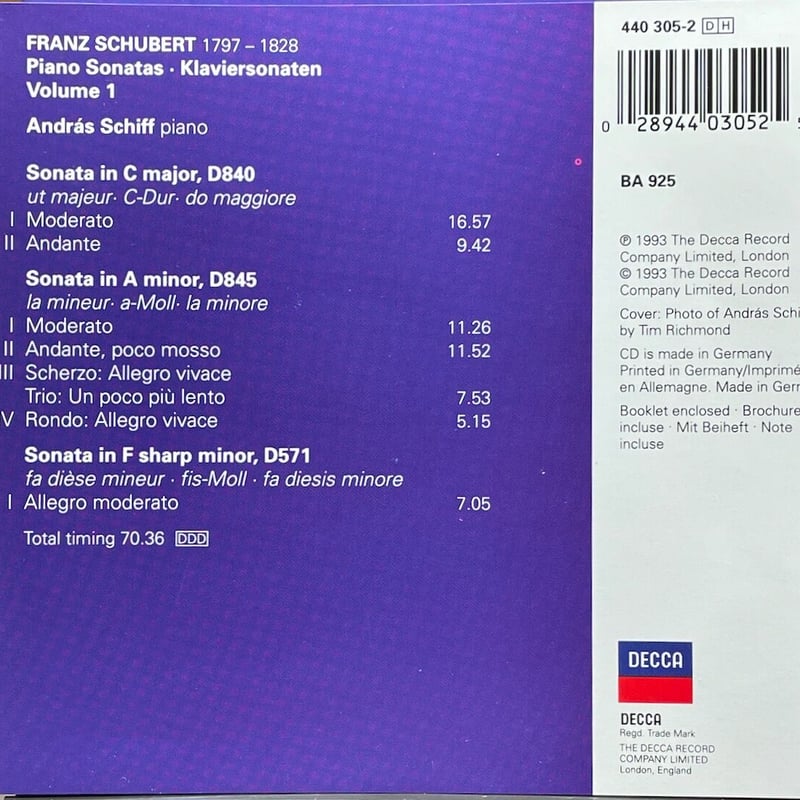 FRANZ SCHUBERT 1797 – 1828
Piano Sonatas · Klaviersonaten
Volume 1
András Schiff piano
Sonata in C major, D840
ut majeur· C-Dur· do maggiore
I Moderato 16.57
II Andante 9.42
Sonata in A minor, D845
la mineur· a-Moll· la minore
I Moderato 11.26
II Andante, poco mosso 11.52
III Scherzo: Allegro vivace
Trio: Un poco più lento 7.53
V Rondo: Allegro vivace 5.15
Sonata in F sharp minor, D571
fa dièse mineur · fis-Moll · fa diesis minore
I Allegro moderato 7.05
Total timing 70.36 DDD
440 305-2 DH
0 28944 03052 5
BA 925
℗ 1993 The Decca Record
Company Limited, London
© 1993 The Decca Record
Company Limited, London
Cover: Photo of András Schi
by Tim Richmond
CD is made in Germany
Printed in Germany/Imprimé
en Allemagne. Made in Ger
Booklet enclosed · Brochure
incluse · Mit Beiheft · Note
incluse
DECCA
DECCA
Regd. Trade Mark
THE DECCA RECORD
COMPANY LIMITED
London, England